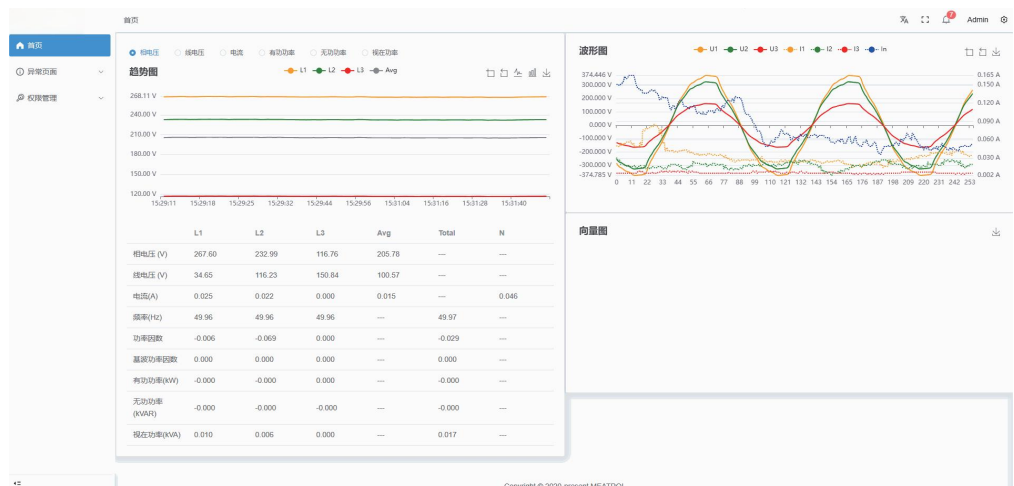 首页
7
Admin
首页
异常页面
权限管理
相电压 线电压 电流 有功功率 无功功率 视在功率
趋势图
L1 L2 L3 Avg
268.11 V
240.00 V
210.00 V
180.00 V
150.00 V
120.00 V
15:29:11 15:29:18 15:29:25 15:29:32 15:29:44 15:29:56 15:31:04 15:31:16 15:31:28 15:31:40
L1 L2 L3 Avg Total N
相电压 (V) 267.60 232.99 116.76 205.78 --- ---
线电压 (V) 34.65 116.23 150.84 100.57 --- ---
电流(A) 0.025 0.022 0.000 0.015 --- 0.046
频率(Hz) 49.96 49.96 49.96 --- 49.97 ---
功率因数 -0.006 -0.069 0.000 --- -0.029 ---
基波功率因数 0.000 0.000 0.000 --- 0.000 ---
有功功率(kW) -0.000 -0.000 0.000 --- -0.000 ---
无功功率
(kVAR) -0.000 -0.000 -0.000 --- -0.000 ---
视在功率(kVA) 0.010 0.006 0.000 --- 0.017 ---
波形图
U1 U2 U3 I1 I2 I3 In
374.446 V
300.000 V
200.000 V
100.000 V
0.000 V
-100.000 V
-200.000 V
-300.000 V
-374.785 V
0.165 A
0.150 A
0.120 A
0.090 A
0.060 A
0.030 A
0.002 A
0 11 22 33 44 55 66 77 88 99 110 121 132 143 154 165 176 187 198 209 220 231 242 253
向量图
Copyright © 2020-present MEATROL